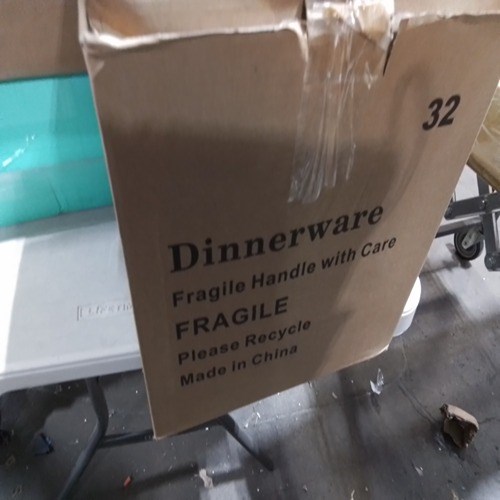 32
Dinnerware
Fragile Handle with Care
FRAGILE
Please Recycle
Made in China